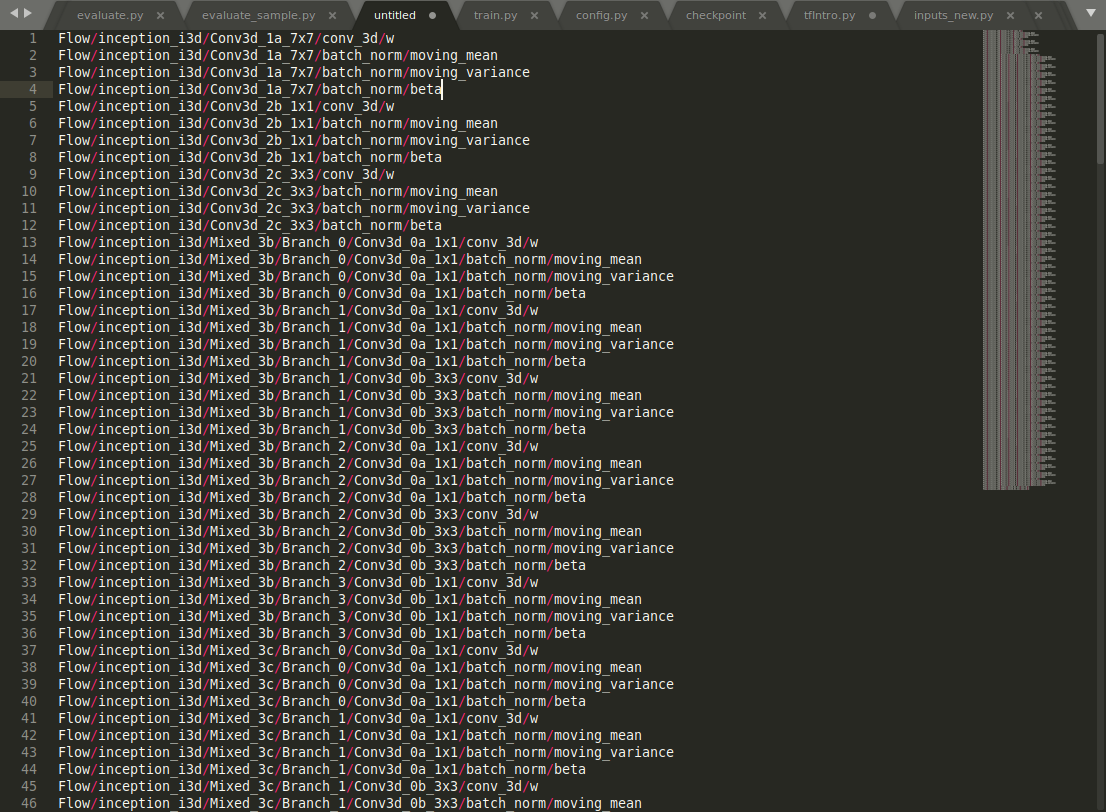 evaluate.py × evaluate_sample.py × untitled train.py × config.py × checkpoint × tfIntro.py inputs_new.py × ×
1 Flow/inception_i3d/Conv3d_1a_7x7/conv_3d/w
2 Flow/inception_i3d/Conv3d_1a_7x7/batch_norm/moving_mean
3 Flow/inception_i3d/Conv3d_1a_7x7/batch_norm/moving_variance
4 Flow/inception_i3d/Conv3d_1a_7x7/batch_norm/beta
5 Flow/inception_i3d/Conv3d_2b_1x1/conv_3d/w
6 Flow/inception_i3d/Conv3d_2b_1x1/batch_norm/moving_mean
7 Flow/inception_i3d/Conv3d_2b_1x1/batch_norm/moving_variance
8 Flow/inception_i3d/Conv3d_2b_1x1/batch_norm/beta
9 Flow/inception_i3d/Conv3d_2c_3x3/conv_3d/w
10 Flow/inception_i3d/Conv3d_2c_3x3/batch_norm/moving_mean
11 Flow/inception_i3d/Conv3d_2c_3x3/batch_norm/moving_variance
12 Flow/inception_i3d/Conv3d_2c_3x3/batch_norm/beta
13 Flow/inception_i3d/Mixed_3b/Branch_0/Conv3d_0a_1x1/conv_3d/w
14 Flow/inception_i3d/Mixed_3b/Branch_0/Conv3d_0a_1x1/batch_norm/moving_mean
15 Flow/inception_i3d/Mixed_3b/Branch_0/Conv3d_0a_1x1/batch_norm/moving_variance
16 Flow/inception_i3d/Mixed_3b/Branch_0/Conv3d_0a_1x1/batch_norm/beta
17 Flow/inception_i3d/Mixed_3b/Branch_1/Conv3d_0a_1x1/conv_3d/w
18 Flow/inception_i3d/Mixed_3b/Branch_1/Conv3d_0a_1x1/batch_norm/moving_mean
19 Flow/inception_i3d/Mixed_3b/Branch_1/Conv3d_0a_1x1/batch_norm/moving_variance
20 Flow/inception_i3d/Mixed_3b/Branch_1/Conv3d_0a_1x1/batch_norm/beta
21 Flow/inception_i3d/Mixed_3b/Branch_1/Conv3d_0b_3x3/conv_3d/w
22 Flow/inception_i3d/Mixed_3b/Branch_1/Conv3d_0b_3x3/batch_norm/moving_mean
23 Flow/inception_i3d/Mixed_3b/Branch_1/Conv3d_0b_3x3/batch_norm/moving_variance
24 Flow/inception_i3d/Mixed_3b/Branch_1/Conv3d_0b_3x3/batch_norm/beta
25 Flow/inception_i3d/Mixed_3b/Branch_2/Conv3d_0a_1x1/conv_3d/w
26 Flow/inception_i3d/Mixed_3b/Branch_2/Conv3d_0a_1x1/batch_norm/moving_mean
27 Flow/inception_i3d/Mixed_3b/Branch_2/Conv3d_0a_1x1/batch_norm/moving_variance
28 Flow/inception_i3d/Mixed_3b/Branch_2/Conv3d_0a_1x1/batch_norm/beta
29 Flow/inception_i3d/Mixed_3b/Branch_2/Conv3d_0b_3x3/conv_3d/w
30 Flow/inception_i3d/Mixed_3b/Branch_2/Conv3d_0b_3x3/batch_norm/moving_mean
31 Flow/inception_i3d/Mixed_3b/Branch_2/Conv3d_0b_3x3/batch_norm/moving_variance
32 Flow/inception_i3d/Mixed_3b/Branch_2/Conv3d_0b_3x3/batch_norm/beta
33 Flow/inception_i3d/Mixed_3b/Branch_3/Conv3d_0b_1x1/conv_3d/w
34 Flow/inception_i3d/Mixed_3b/Branch_3/Conv3d_0b_1x1/batch_norm/moving_mean
35 Flow/inception_i3d/Mixed_3b/Branch_3/Conv3d_0b_1x1/batch_norm/moving_variance
36 Flow/inception_i3d/Mixed_3b/Branch_3/Conv3d_0b_1x1/batch_norm/beta
37 Flow/inception_i3d/Mixed_3c/Branch_0/Conv3d_0a_1x1/conv_3d/w
38 Flow/inception_i3d/Mixed_3c/Branch_0/Conv3d_0a_1x1/batch_norm/moving_mean
39 Flow/inception_i3d/Mixed_3c/Branch_0/Conv3d_0a_1x1/batch_norm/moving_variance
40 Flow/inception_i3d/Mixed_3c/Branch_0/Conv3d_0a_1x1/batch_norm/beta
41 Flow/inception_i3d/Mixed_3c/Branch_1/Conv3d_0a_1x1/conv_3d/w
42 Flow/inception_i3d/Mixed_3c/Branch_1/Conv3d_0a_1x1/batch_norm/moving_mean
43 Flow/inception_i3d/Mixed_3c/Branch_1/Conv3d_0a_1x1/batch_norm/moving_variance
44 Flow/inception_i3d/Mixed_3c/Branch_1/Conv3d_0a_1x1/batch_norm/beta
45 Flow/inception_i3d/Mixed_3c/Branch_1/Conv3d_0b_3x3/conv_3d/w
46 Flow/inception_i3d/Mixed_3c/Branch_1/Conv3d_0b_3x3/batch_norm/moving_mean